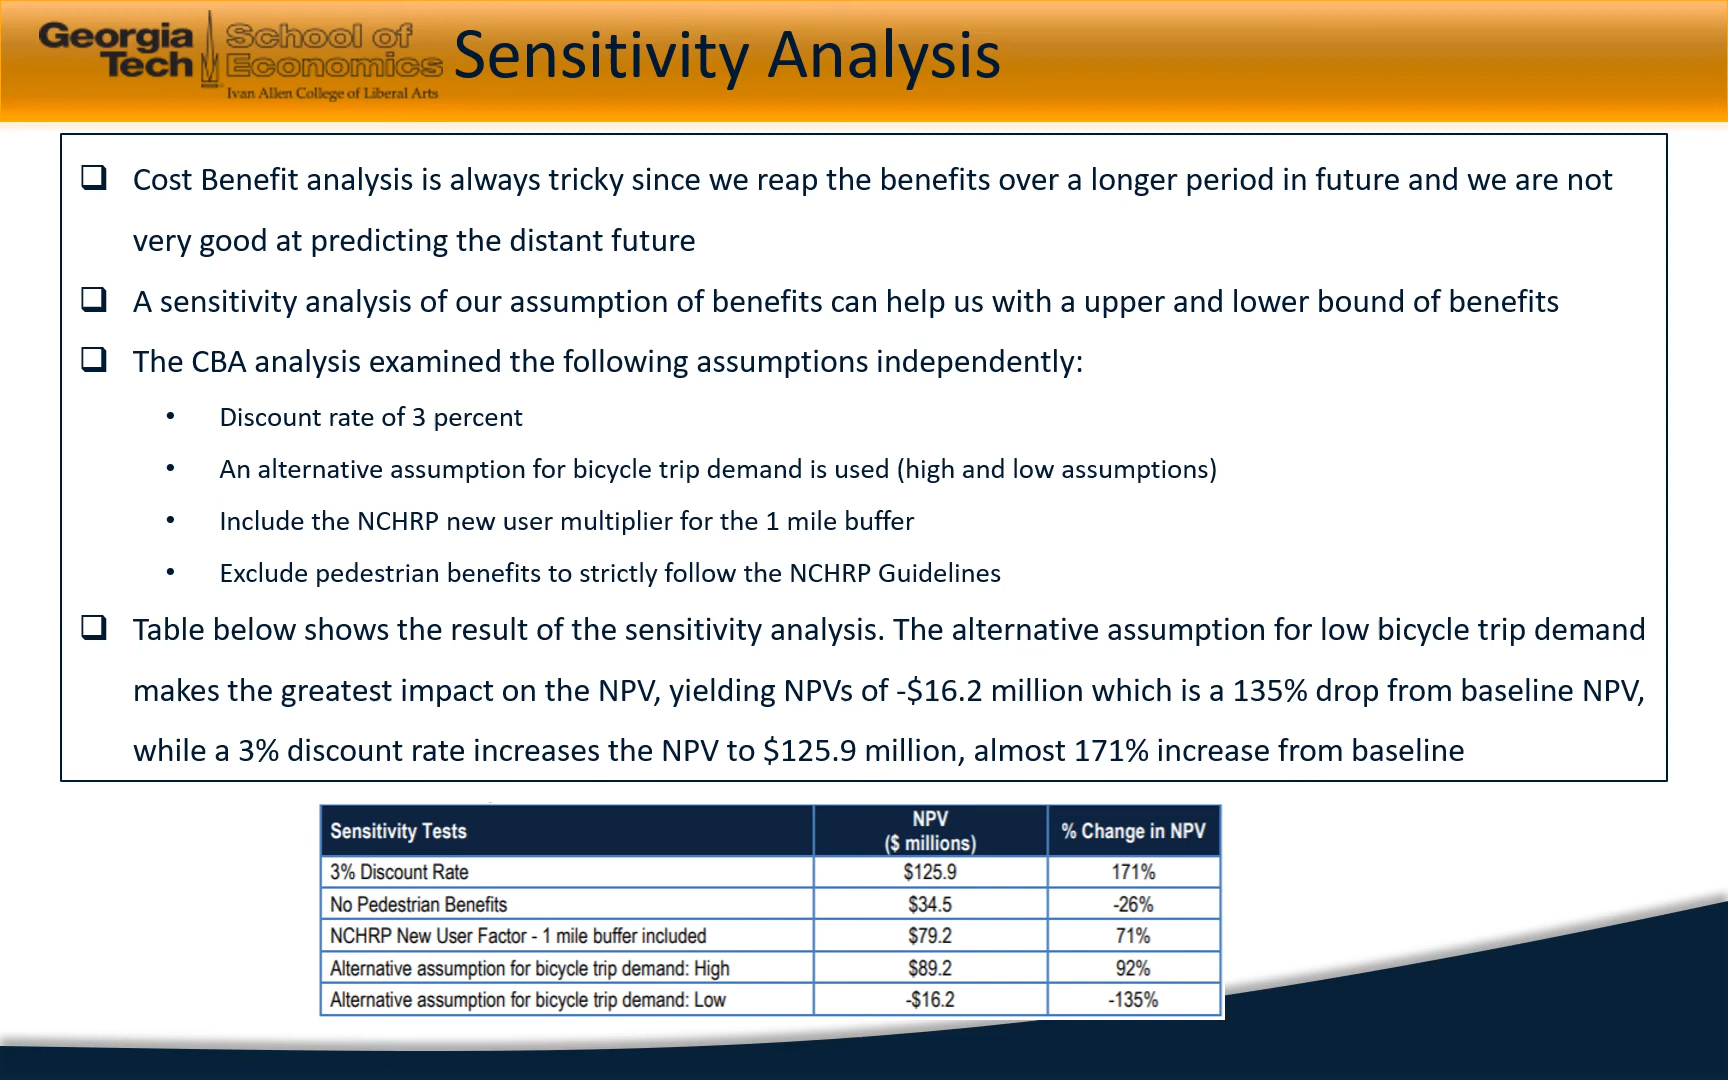 Georgia Tech
School of Economics
Ivan Allen College of Liberal Arts
Sensitivity Analysis
Cost Benefit analysis is always tricky since we reap the benefits over a longer period in future and we are not
very good at predicting the distant future
A sensitivity analysis of our assumption of benefits can help us with a upper and lower bound of benefits
The CBA analysis examined the following assumptions independently:
• Discount rate of 3 percent
• An alternative assumption for bicycle trip demand is used (high and low assumptions)
• Include the NCHRP new user multiplier for the 1 mile buffer
• Exclude pedestrian benefits to strictly follow the NCHRP Guidelines
Table below shows the result of the sensitivity analysis. The alternative assumption for low bicycle trip demand
makes the greatest impact on the NPV, yielding NPVs of -$16.2 million which is a 135% drop from baseline NPV,
while a 3% discount rate increases the NPV to $125.9 million, almost 171% increase from baseline
Sensitivity Tests NPV ($ millions) % Change in NPV
3% Discount Rate $125.9 171%
No Pedestrian Benefits $34.5 -26%
NCHRP New User Factor - 1 mile buffer included $79.2 71%
Alternative assumption for bicycle trip demand: High $89.2 92%
Alternative assumption for bicycle trip demand: Low -$16.2 -135%